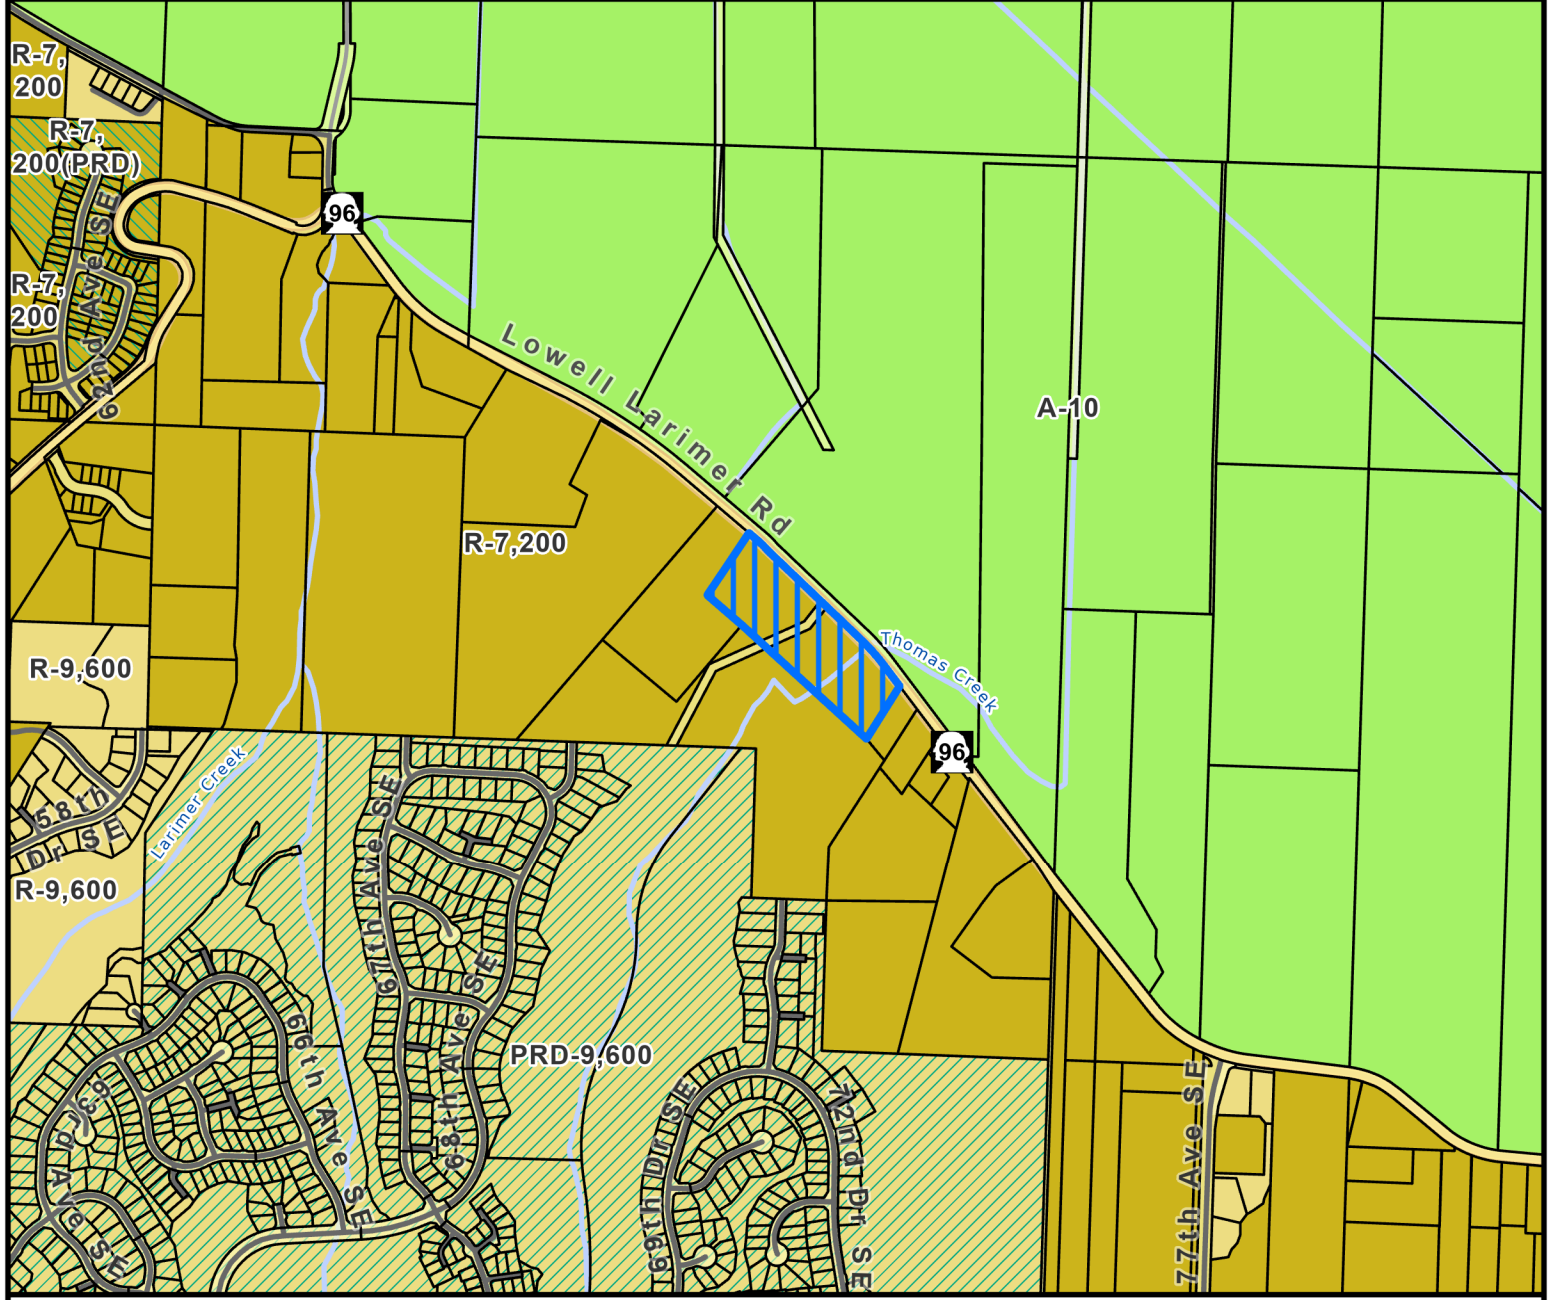 R-7,
200
R-7,
200(PRD)
62nd Ave SE
96
R-7,
200
Lowell Larimer Rd
A-10
R-7,200
Thomas Creek
R-9,600
96
58th
Dr SE
Larimer Creek
67th Ave SE
R-9,600
68th Ave SE
66th Ave SE
PRD-9,600
63rd Ave SE
69th Dr SE
72nd Dr SE
77th Ave SE